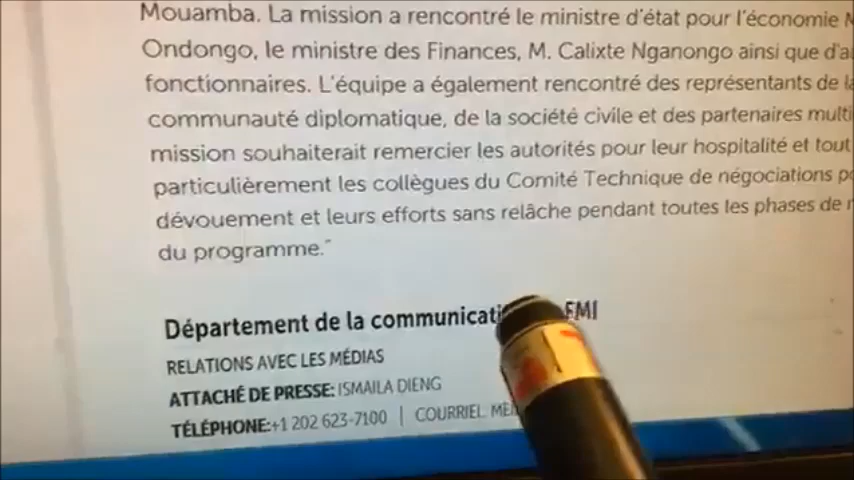 Mouamba. La mission a rencontré le ministre d'état pour l'économie
Ondongo, le ministre des Finances, M. Calixte Nganongo ainsi que
fonctionnaires. L'équipe a également rencontré des représentants de
communauté diplomatique, de la société civile et des partenaires
mission souhaiterait remercier les autorités pour leur hospitalité et tout
particulièrement les collègues du Comité Technique de négociations
dévouement et leurs efforts sans relâche pendant toutes les phases de
du programme."
Département de la FMI
RELATIONS AVEC LES MÉDIAS
ATTACHÉ DE PRESSE: ISMAILA DIENG
TÉLÉPHONE:+1 202 623-7100 | COURRIEL